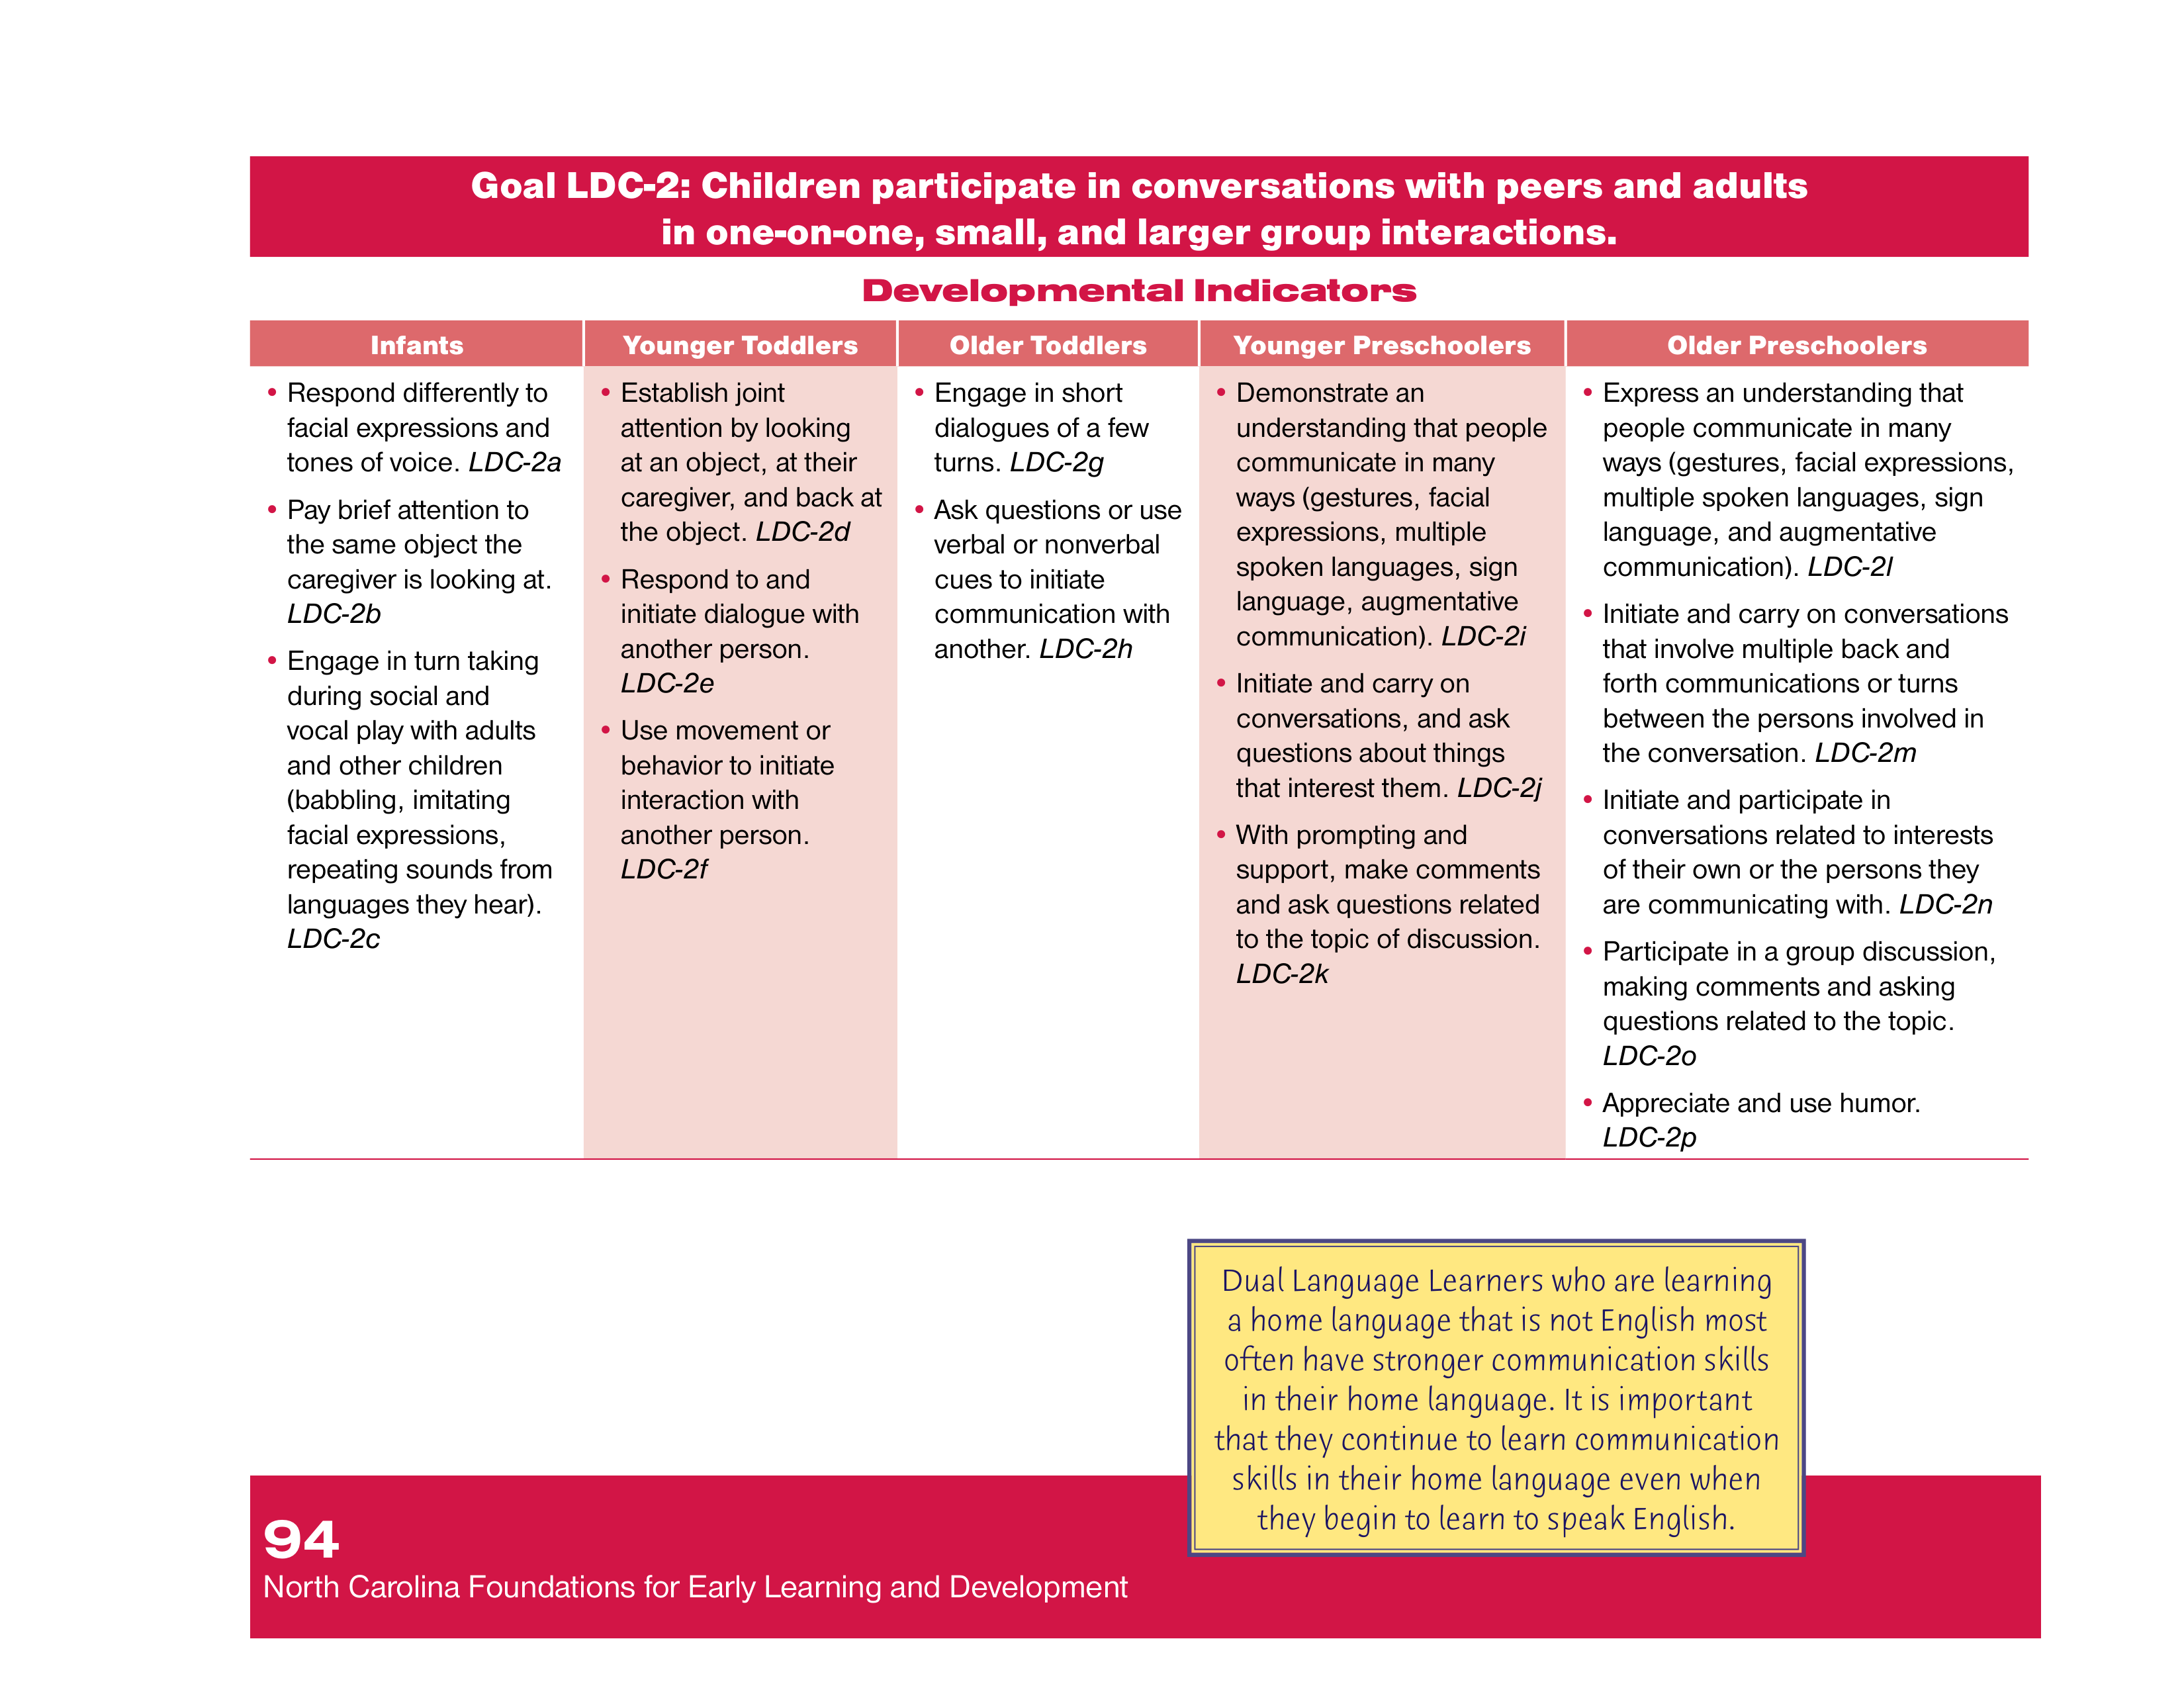 Goal LDC-2: Children participate in conversations with peers and adults
in one-on-one, small, and larger group interactions.
Developmental Indicators
Infants
• Respond differently to
facial expressions and
tones of voice. LDC-2a
• Pay brief attention to
the same object the
caregiver is looking at.
LDC-2b
• Engage in turn taking
during social and
vocal play with adults
and other children
(babbling, imitating
facial expressions,
repeating sounds from
languages they hear).
LDC-2c
Younger Toddlers
• Establish joint
attention by looking
at an object, at their
caregiver, and back at
the object. LDC-2d
• Respond to and
initiate dialogue with
another person.
LDC-2e
• Use movement or
behavior to initiate
interaction with
another person.
LDC-2f
Older Toddlers
• Engage in short
dialogues of a few
turns. LDC-2g
• Ask questions or use
verbal or nonverbal
cues to initiate
communication with
another. LDC-2h
Younger Preschoolers
• Demonstrate an
understanding that people
communicate in many
ways (gestures, facial
expressions, multiple
spoken languages, sign
language, augmentative
communication). LDC-2i
• Initiate and carry on
conversations, and ask
questions about things
that interest them. LDC-2j
• With prompting and
support, make comments
and ask questions related
to the topic of discussion.
LDC-2k
Older Preschoolers
• Express an understanding that
people communicate in many
ways (gestures, facial expressions,
multiple spoken languages, sign
language, and augmentative
communication). LDC-2l
• Initiate and carry on conversations
that involve multiple back and
forth communications or turns
between the persons involved in
the conversation. LDC-2m
• Initiate and participate in
conversations related to interests
of their own or the persons they
are communicating with. LDC-2n
• Participate in a group discussion,
making comments and asking
questions related to the topic.
LDC-2o
• Appreciate and use humor.
LDC-2p
Dual Language Learners who are learning
a home language that is not English most
often have stronger communication skills
in their home language. It is important
that they continue to learn communication
skills in their home language even when
they begin to learn to speak English.
94
North Carolina Foundations for Early Learning and Development